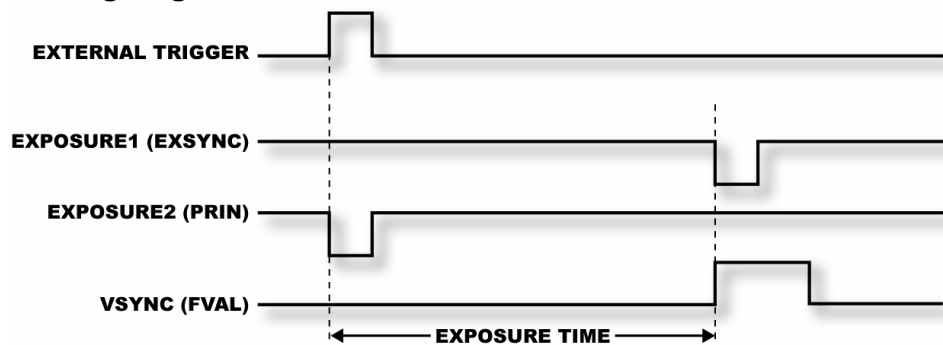 EXTERNAL TRIGGER
EXPOSURE1 (EXSYNC)
EXPOSURE2 (PRIN)
VSYNC (FVAL)
EXPOSURE TIME